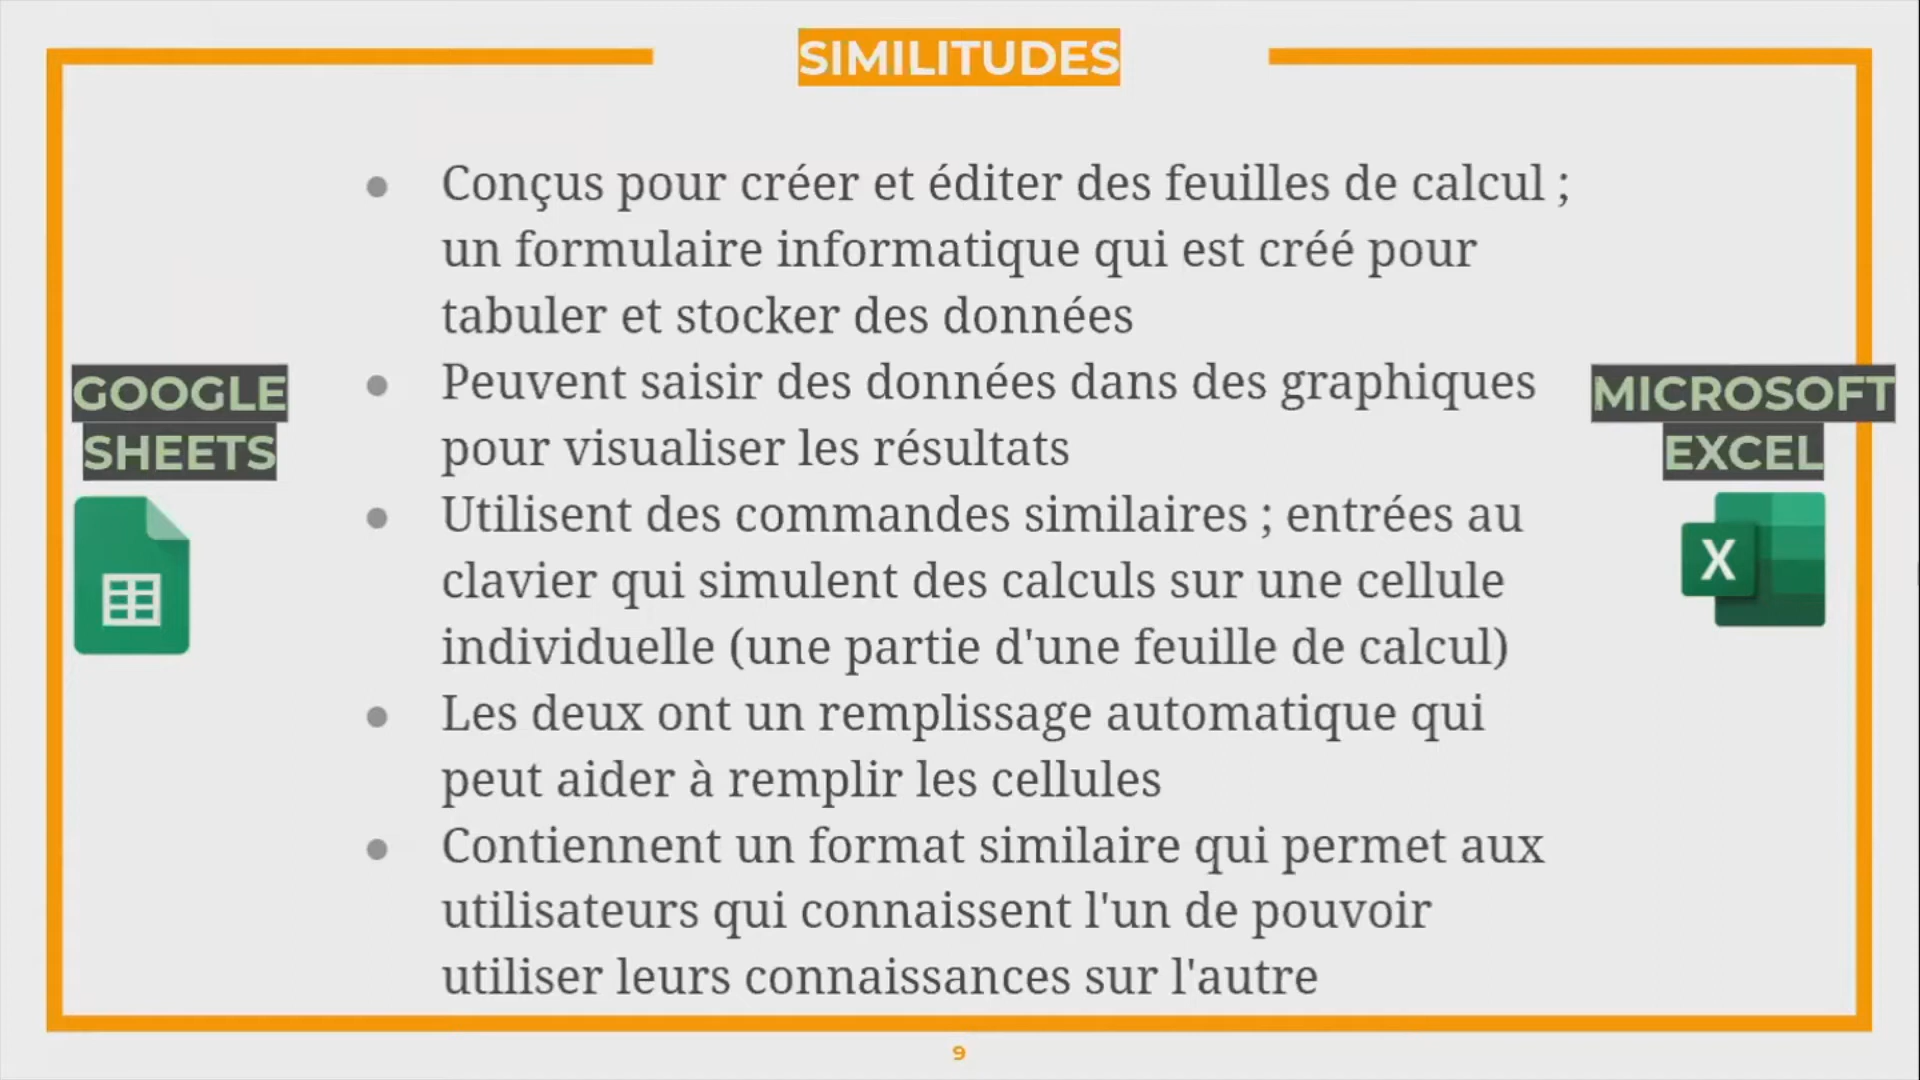 SIMILITUDES
Conçus pour créer et éditer des feuilles de calcul ;
un formulaire informatique qui est créé pour
tabuler et stocker des données
Peuvent saisir des données dans des graphiques
pour visualiser les résultats
Utilisent des commandes similaires ; entrées au
clavier qui simulent des calculs sur une cellule
individuelle (une partie d'une feuille de calcul)
Les deux ont un remplissage automatique qui
peut aider à remplir les cellules
Contiennent un format similaire qui permet aux
utilisateurs qui connaissent l'un de pouvoir
utiliser leurs connaissances sur l'autre
GOOGLE
SHEETS
MICROSOFT
EXCEL
X
9